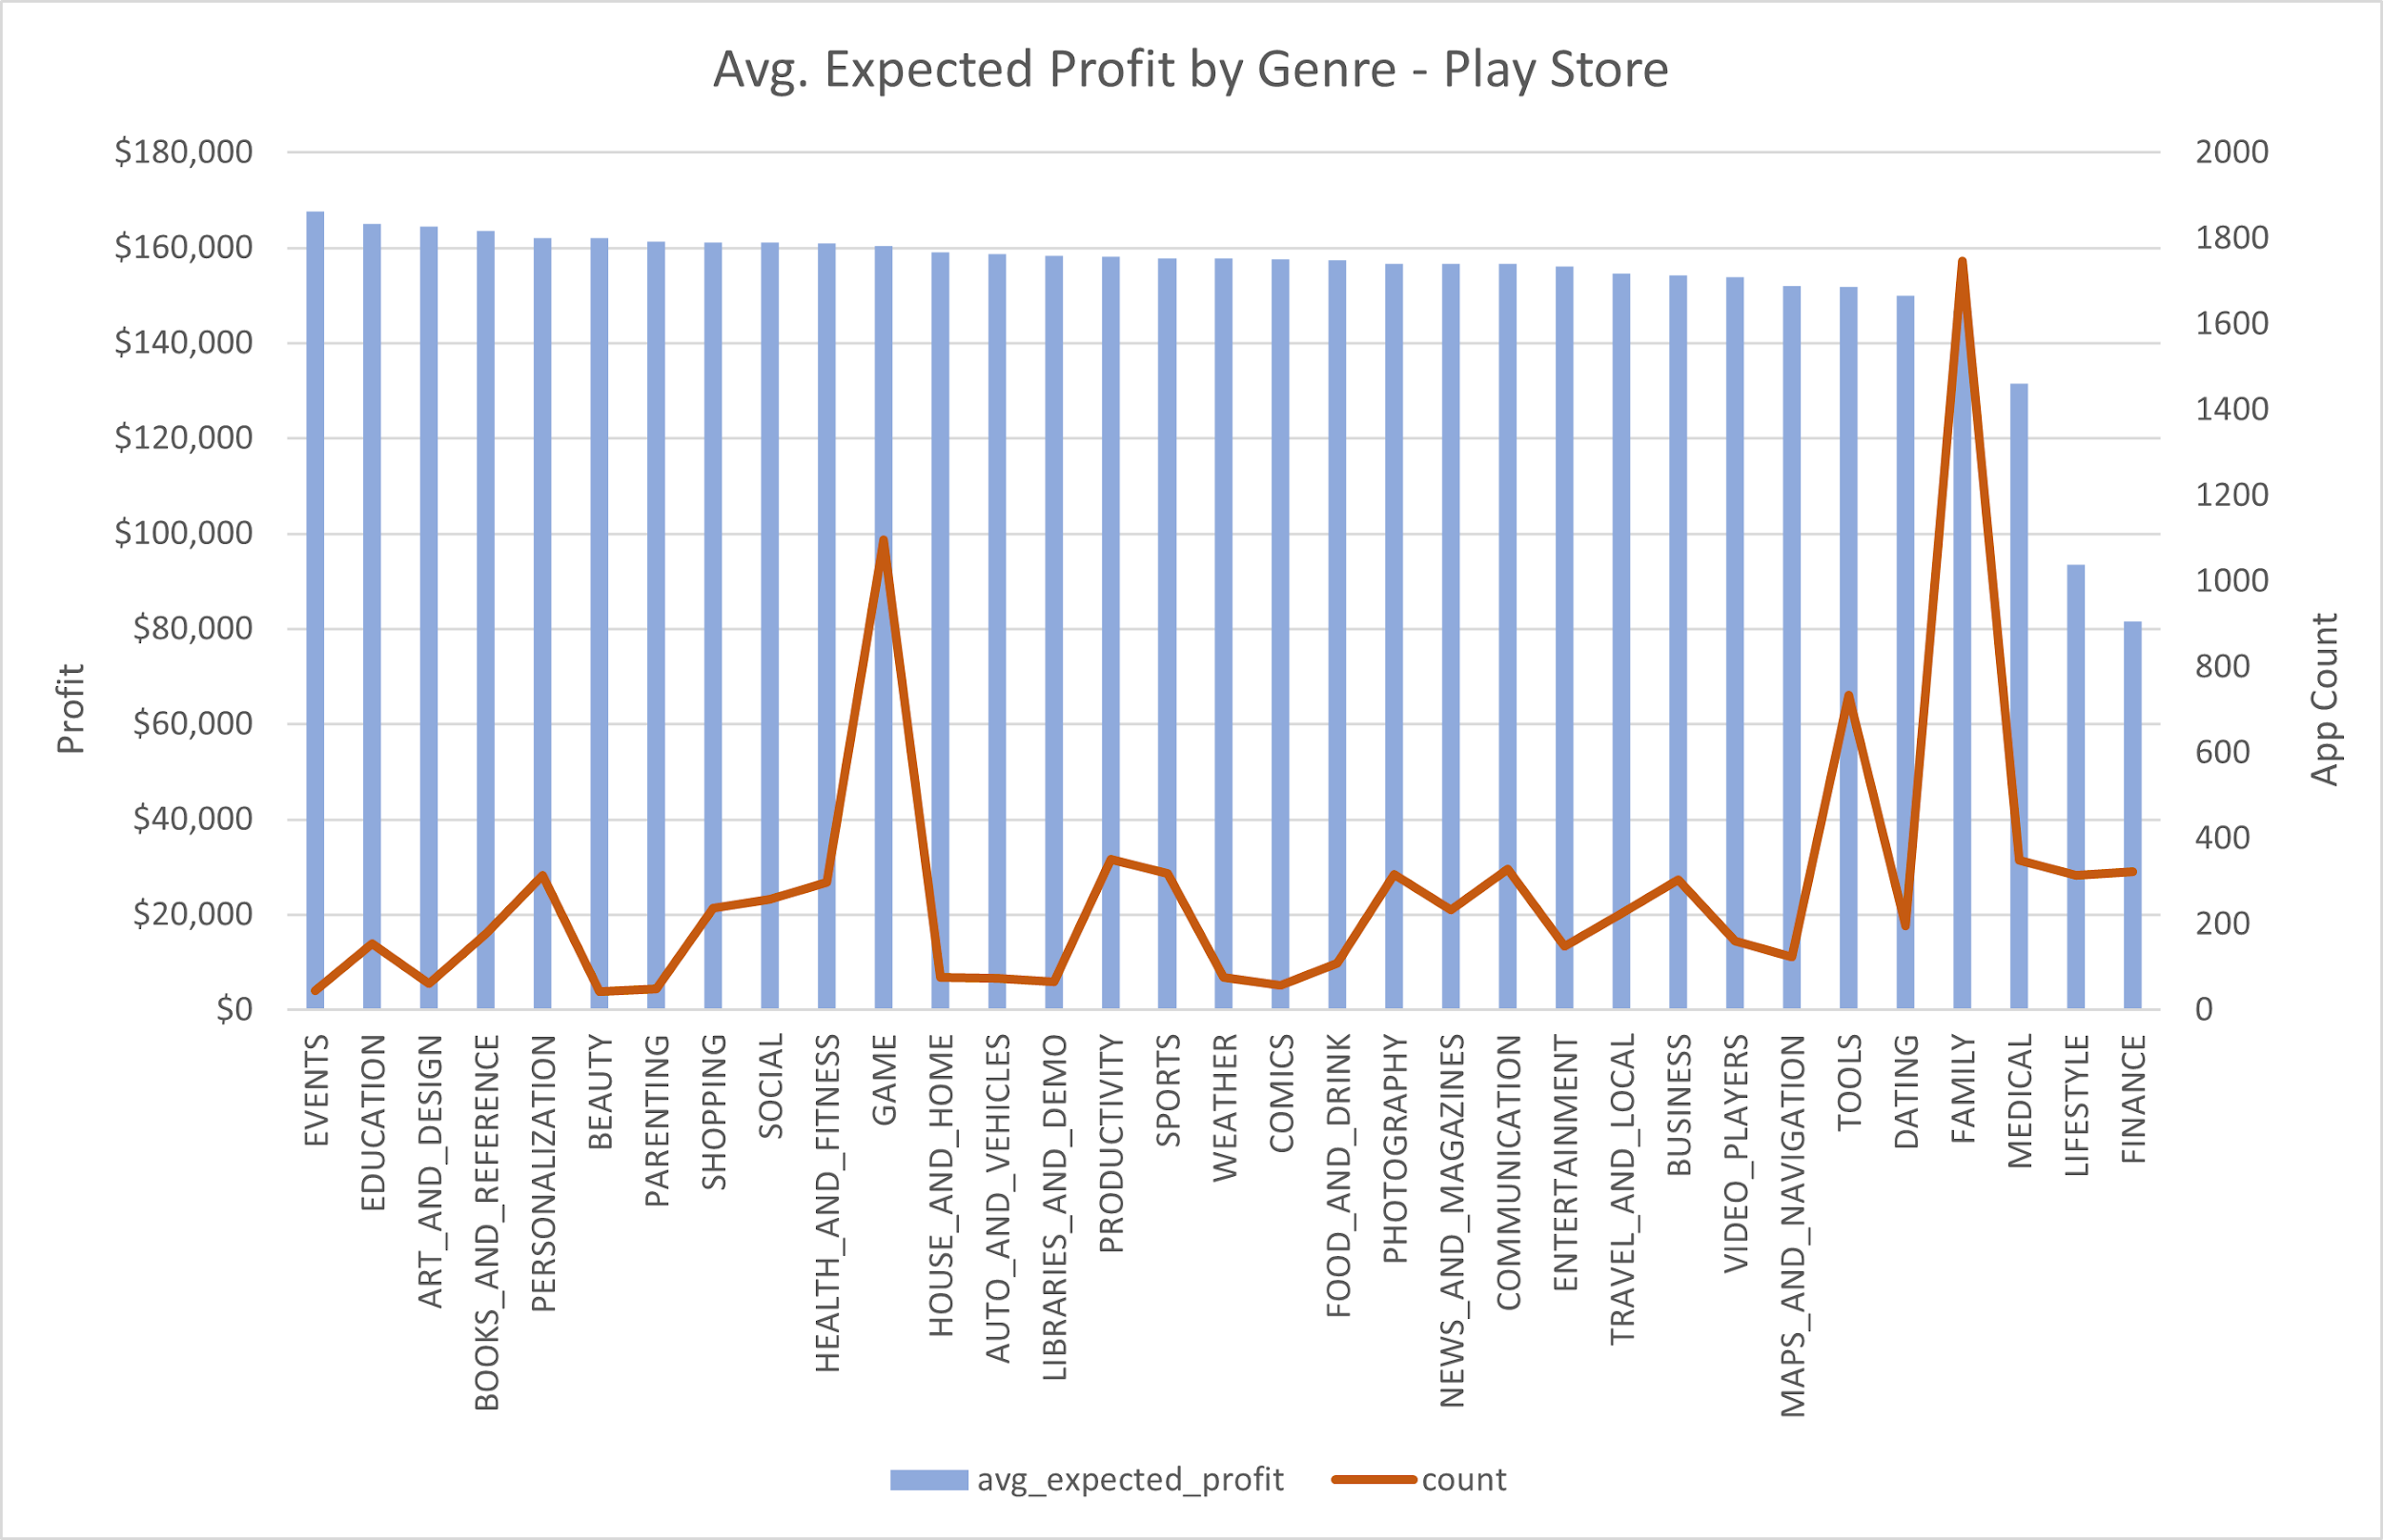 Avg. Expected Profit by Genre - Play Store
$180,000
$160,000
$140,000
$120,000
$100,000
$80,000
$60,000
$40,000
$20,000
$0
Profit
2000
1800
1600
1400
1200
1000
800
600
400
200
0
App Count
EVENTS
EDUCATION
ART_AND_DESIGN
BOOKS_AND_REFERENCE
PERSONALIZATION
BEAUTY
PARENTING
SHOPPING
SOCIAL
HEALTH_AND_FITNESS
GAME
HOUSE_AND_HOME
AUTO_AND_VEHICLES
LIBRARIES_AND_DEMO
PRODUCTIVITY
SPORTS
WEATHER
COMICS
FOOD_AND_DRINK
PHOTOGRAPHY
NEWS_AND_MAGAZINES
COMMUNICATION
ENTERTAINMENT
TRAVEL_AND_LOCAL
BUSINESS
VIDEO_PLAYERS
MAPS_AND_NAVIGATION
TOOLS
DATING
FAMILY
MEDICAL
LIFESTYLE
FINANCE
avg_expected_profit
count